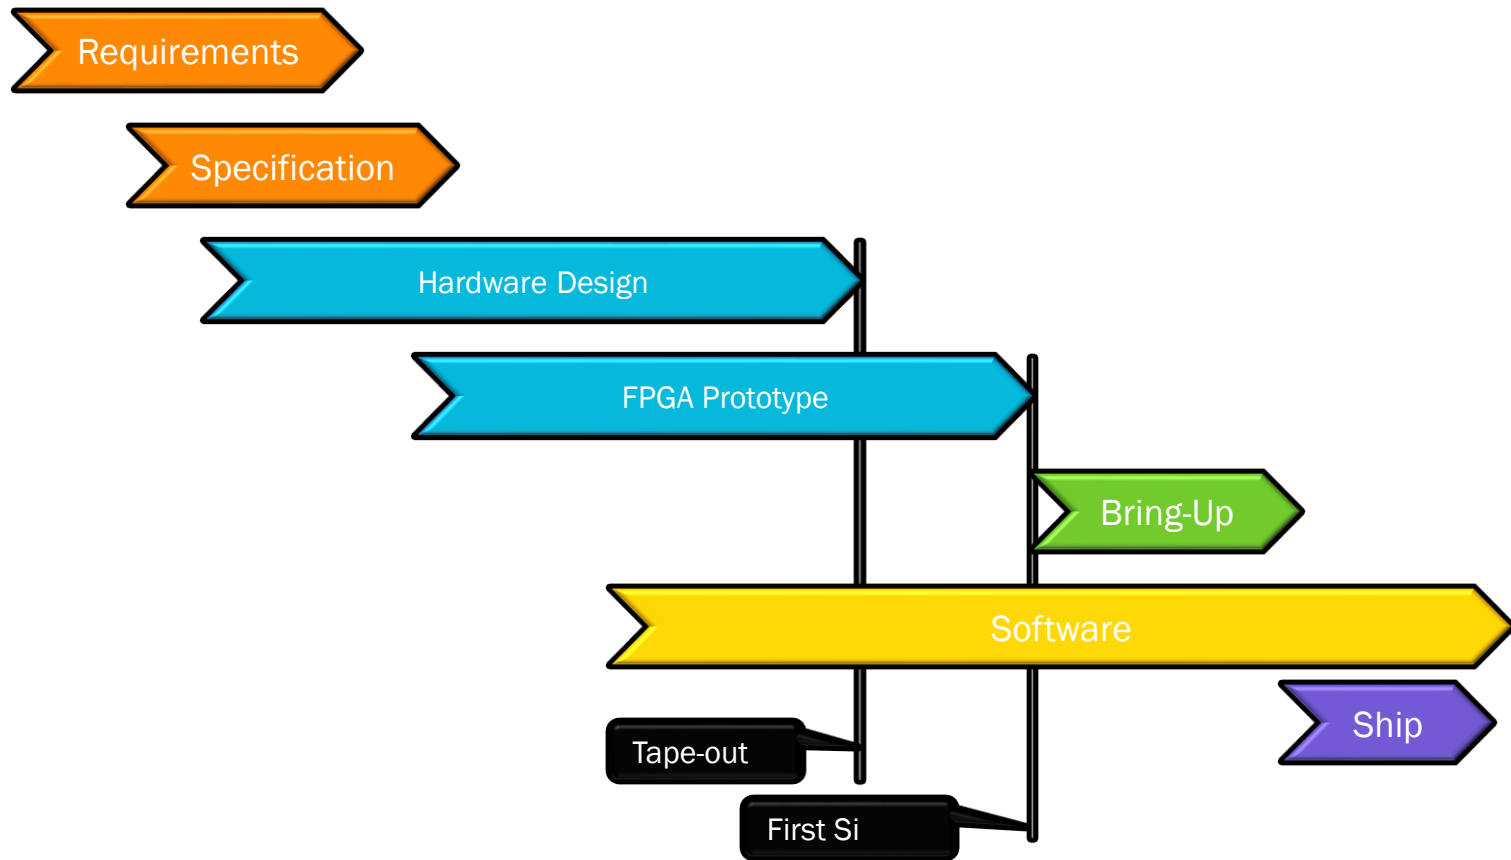 Requirements
Specification
Hardware Design
FPGA Prototype
Bring-Up
Software
Ship
Tape-out
First Si